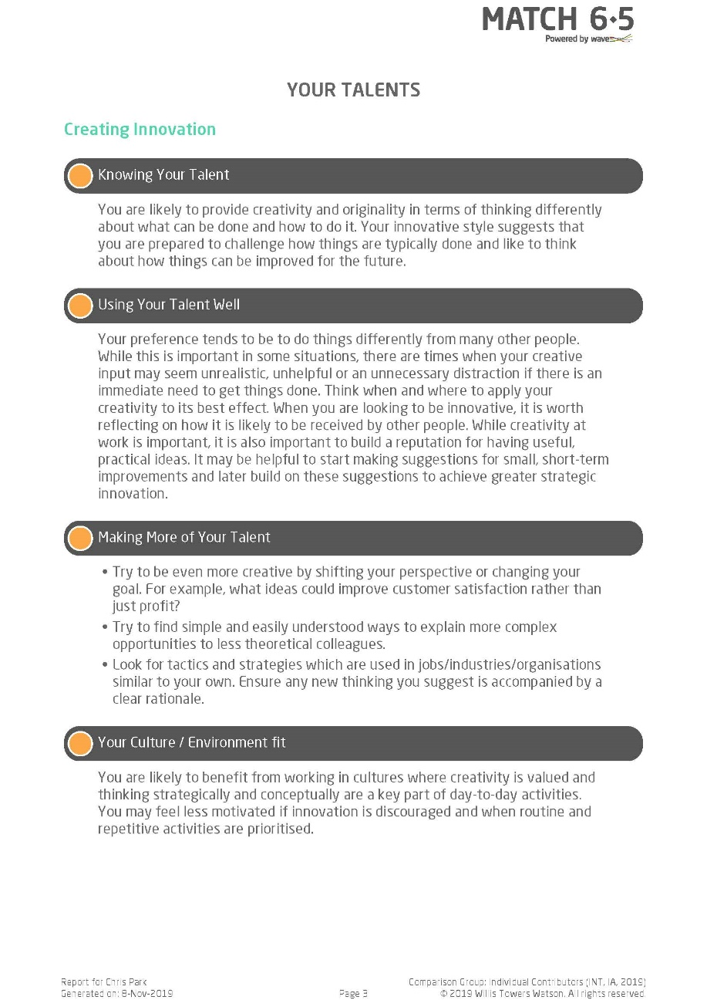 MATCH 6•5
Powered by wave
YOUR TALENTS
Creating Innovation
Knowing Your Talent
You are likely to provide creativity and originality in terms of thinking differently
about what can be done and how to do it. Your innovative style suggests that
you are prepared to challenge how things are typically done and like to think
about how things can be improved for the future.
Using Your Talent Well
Your preference tends to be to do things differently from many other people.
While this is important in some situations, there are times when your creative
input may seem unrealistic, unhelpful or an unnecessary distraction if there is an
immediate need to get things done. Think when and where to apply your
creativity to its best effect. When you are looking to be innovative, it is worth
reflecting on how it is likely to be received by other people. While creativity at
work is important, it is also important to build a reputation for having useful,
practical ideas. It may be helpful to start making suggestions for small, short-term
improvements and later build on these suggestions to achieve greater strategic
innovation.
Making More of Your Talent
• Try to be even more creative by shifting your perspective or changing your
goal. For example, what ideas could improve customer satisfaction rather than
just profit?
• Try to find simple and easily understood ways to explain more complex
opportunities to less theoretical colleagues.
• Look for tactics and strategies which are used in jobs/industries/organisations
similar to your own. Ensure any new thinking you suggest is accompanied by a
clear rationale.
Your Culture / Environment fit
You are likely to benefit from working in cultures where creativity is valued and
thinking strategically and conceptually are a key part of day-to-day activities.
You may feel less motivated if innovation is discouraged and when routine and
repetitive activities are prioritised.
Report for Chris Park
Generated on: 8-Nov-2019
Page 3
Comparison Group: Individual Contributors (INT, IA, 2019)
© 2019 Willis Towers Watson. All rights reserved.